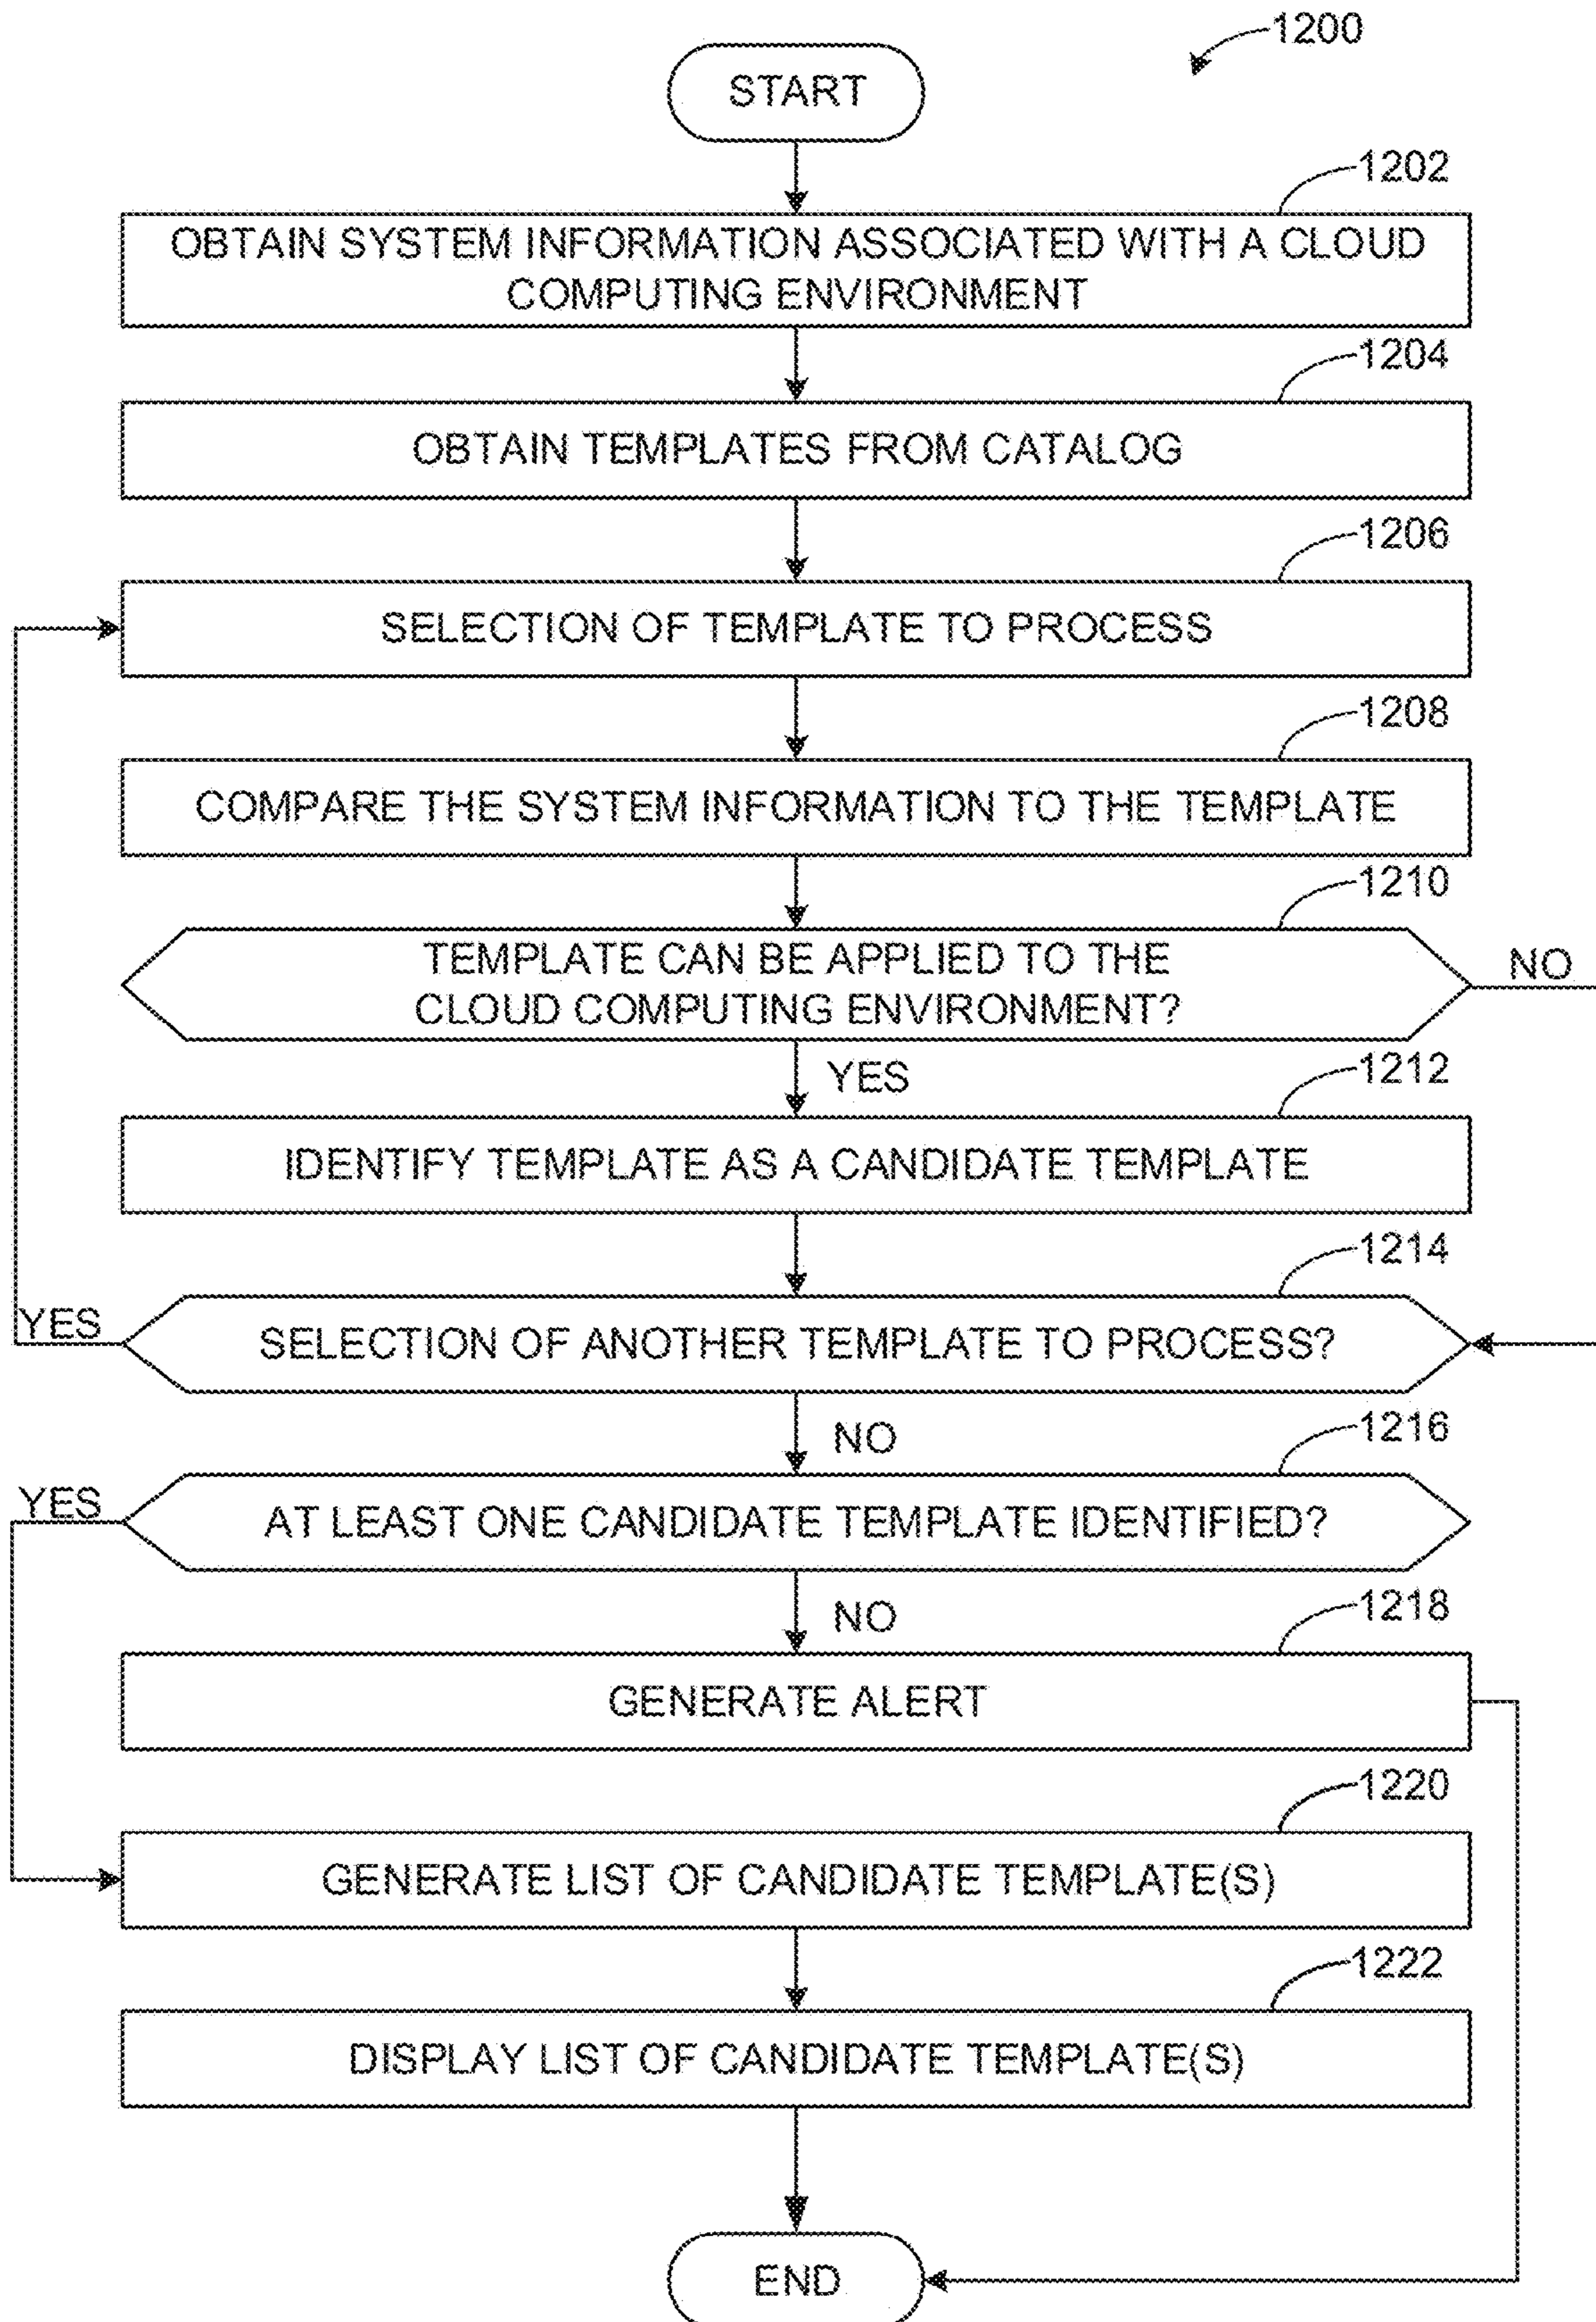 1200
START
1202
OBTAIN SYSTEM INFORMATION ASSOCIATED WITH A CLOUD
COMPUTING ENVIRONMENT
1204
OBTAIN TEMPLATES FROM CATALOG
1206
SELECTION OF TEMPLATE TO PROCESS
1208
COMPARE THE SYSTEM INFORMATION TO THE TEMPLATE
1210
TEMPLATE CAN BE APPLIED TO THE
CLOUD COMPUTING ENVIRONMENT?
NO
YES
1212
IDENTIFY TEMPLATE AS A CANDIDATE TEMPLATE
1214
YES
SELECTION OF ANOTHER TEMPLATE TO PROCESS?
NO
1216
YES
AT LEAST ONE CANDIDATE TEMPLATE IDENTIFIED?
NO
1218
GENERATE ALERT
1220
GENERATE LIST OF CANDIDATE TEMPLATE(S)
1222
DISPLAY LIST OF CANDIDATE TEMPLATE(S)
END